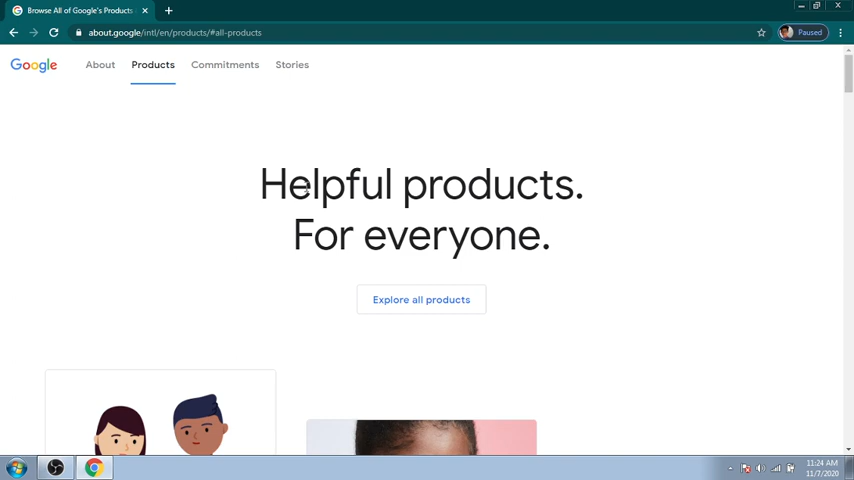 Browse All of Google's Products
about.google/intl/en/products/#all-products
Paused
Google
About
Products
Commitments
Stories
Helpful products.
For everyone.
Explore all products
11:24 AM
11/7/2020